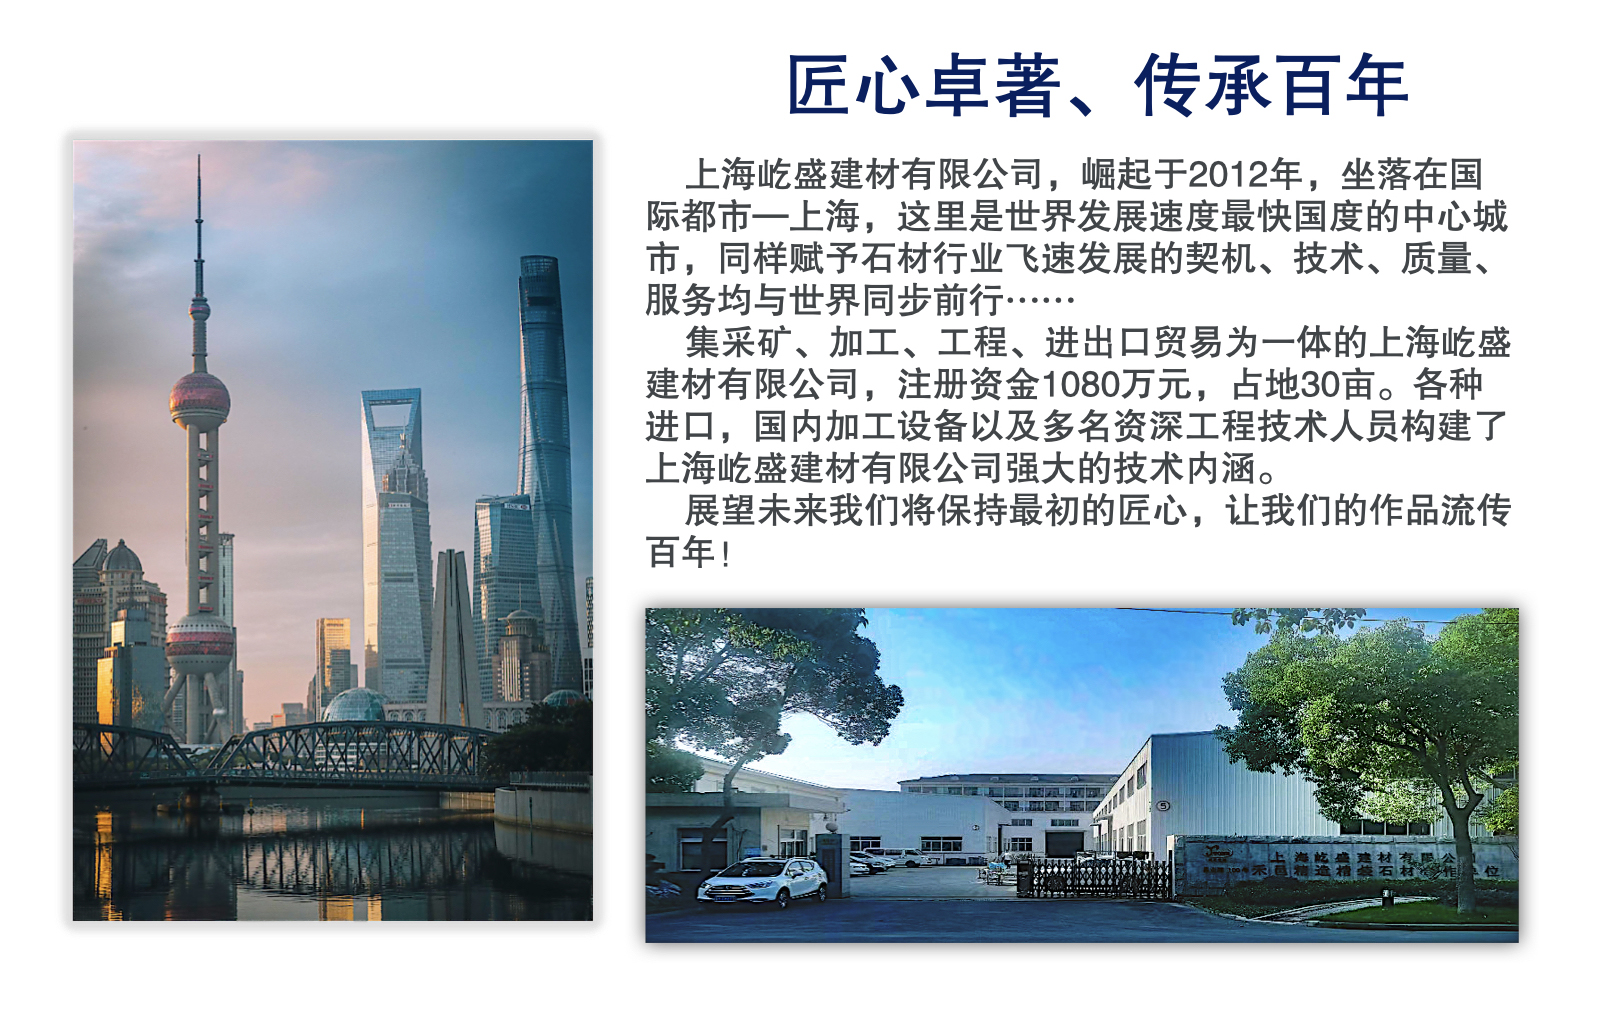 匠心卓著、传承百年
上海屹盛建材有限公司，崛起于2012年，坐落在国
际都市—上海，这里是世界发展速度最快国度的中心城
市，同样赋予石材行业飞速发展的契机、技术、质量、
服务均与世界同步前行……
集采矿、加工、工程、进出口贸易为一体的上海屹盛
建材有限公司，注册资金1080万元，占地30亩。各种
进口，国内加工设备以及多名资深工程技术人员构建了
上海屹盛建材有限公司强大的技术内涵。
展望未来我们将保持最初的匠心，让我们的作品流传
百年！
5
上海屹盛建材有限公司